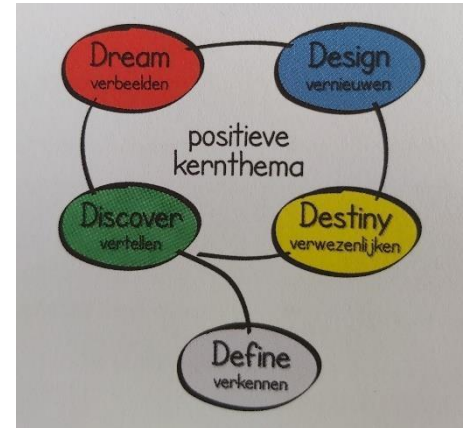 Dream
verbeelden
Design
vernieuwen
positieve
kernthema
Discover
vertellen
Destiny
verwezenlijken
Define
verkennen